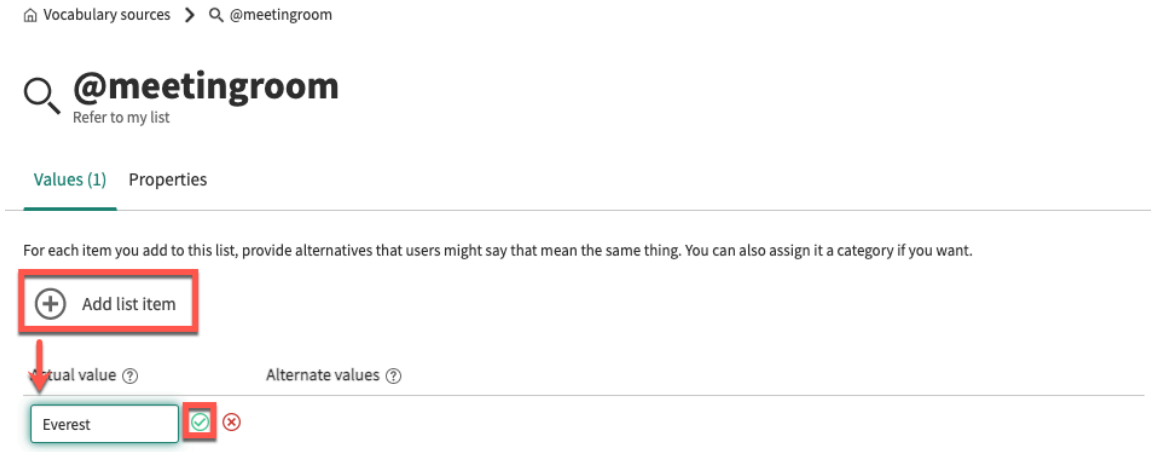 Vocabulary sources > @meetingroom
@meetingroom
Refer to my list
Values (1) Properties
For each item you add to this list, provide alternatives that users might say that mean the same thing. You can also assign it a category if you want.
Add list item
Actual value ? Alternate values ?
Everest